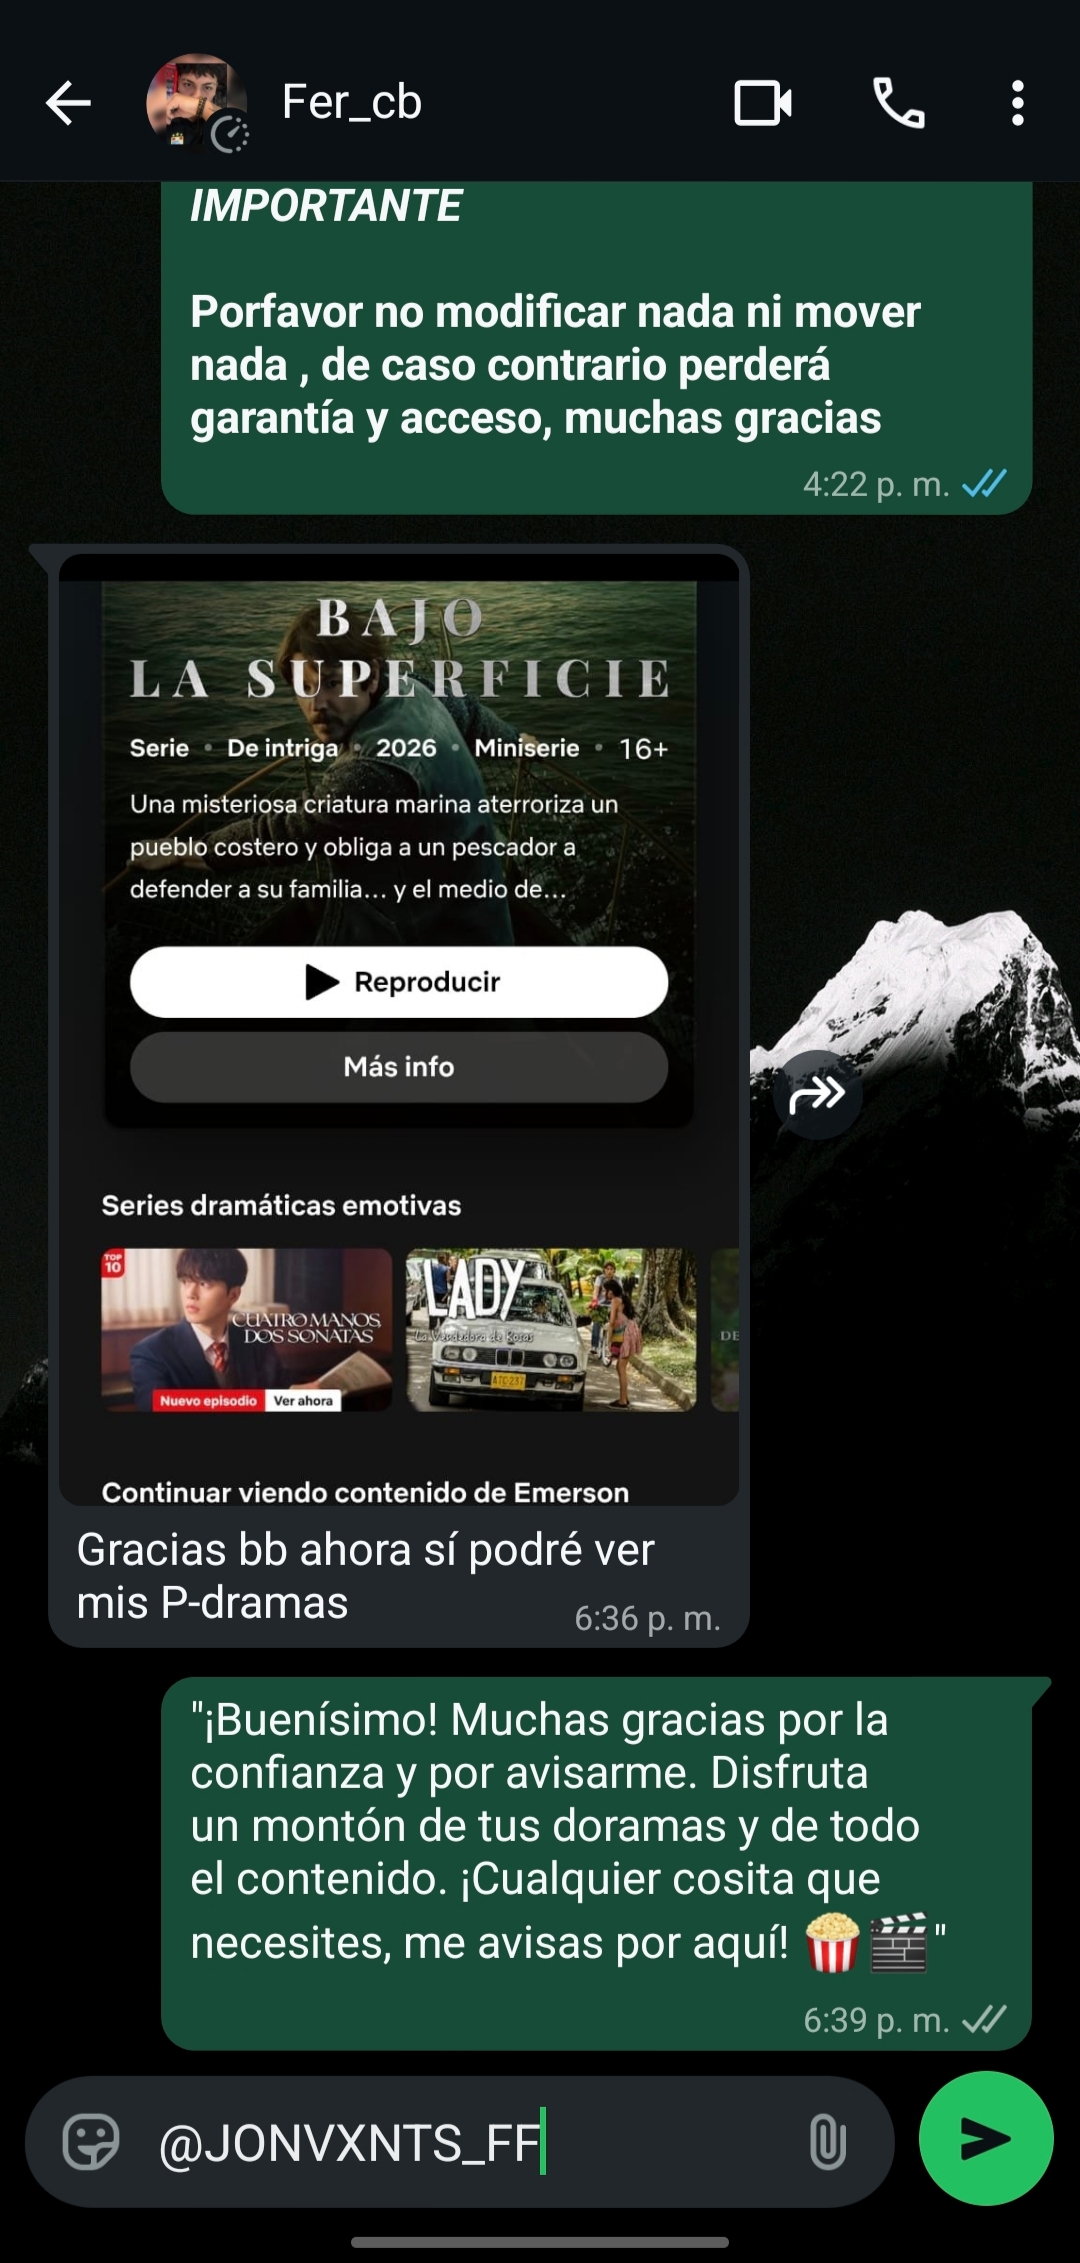 Fer_cb
IMPORTANTE
Porfavor no modificar nada ni mover
nada , de caso contrario perderá
garantía y acceso, muchas gracias
4:22 p. m.
BAJO
LA SUPERFICIE
Serie • De intriga • 2026 • Miniserie • 16+
Una misteriosa criatura marina aterroriza un
pueblo costero y obliga a un pescador a
defender a su familia... y el medio de...
Reproducir
Más info
Series dramáticas emotivas
TOP
10
CUATRO MANOS,
DOS SONATAS
Nuevo episodio Ver ahora
LADY
La Vendedora de Rosas
DE
Continuar viendo contenido de Emerson
Gracias bb ahora sí podré ver
mis P-dramas
6:36 p. m.
"¡Buenísimo! Muchas gracias por la
confianza y por avisarme. Disfruta
un montón de tus doramas y de todo
el contenido. ¡Cualquier cosita que
necesites, me avisas por aquí! 🍿🎬"
6:39 p. m.
@JONVXNTS_FF